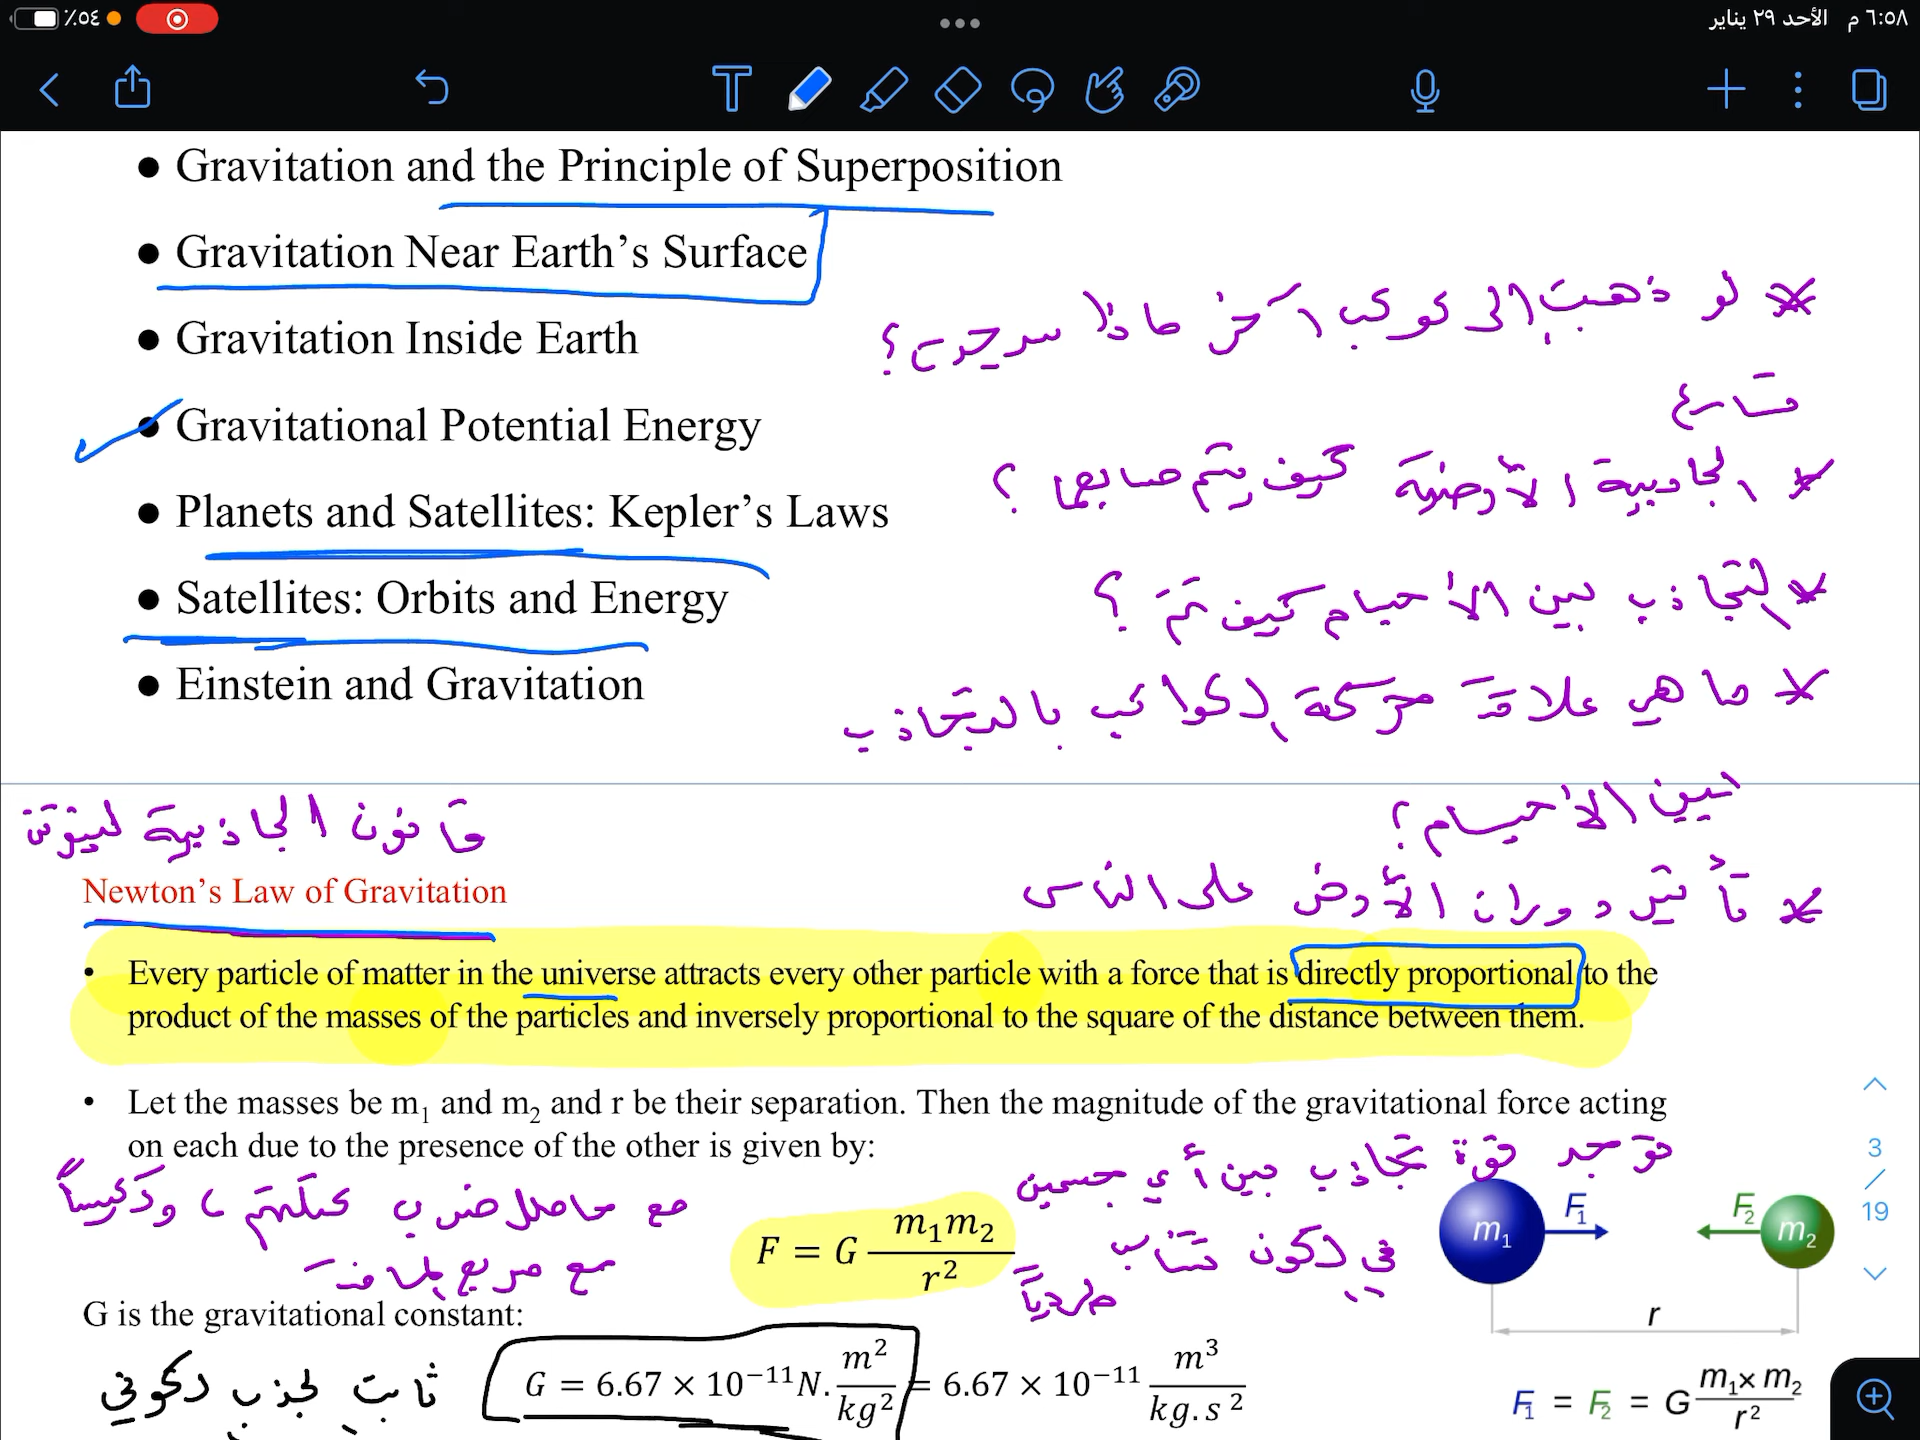 ٪٥٤
٦:٥٨ م الأحد ٢٩ يناير
● Gravitation and the Principle of Superposition
● Gravitation Near Earth’s Surface
● Gravitation Inside Earth
● Gravitational Potential Energy
● Planets and Satellites: Kepler’s Laws
● Satellites: Orbits and Energy
● Einstein and Gravitation
* لو ذهبت إلى كوكب آخر ماذا سيحدث؟
تسارع
* الجاذبية الأرضية كيف يتم حسابها ؟
* التجاذب بين الأجسام كيف تم ؟
* ما هي علاقة حركة الكواكب بالتجاذب
بين الأجسام؟
* تأثير دوران الأرض على الناس
قانون الجاذبية لنيوتن
Newton’s Law of Gravitation
• Every particle of matter in the universe attracts every other particle with a force that is directly proportional to the
product of the masses of the particles and inversely proportional to the square of the distance between them.
• Let the masses be m₁ and m₂ and r be their separation. Then the magnitude of the gravitational force acting
on each due to the presence of the other is given by:
توجد قوة تجاذب بين أي جسمين
في الكون تتناسب طردياً
مع حاصل ضرب كتلتهم ، وعكسياً
مع مربع المسافة
F = G m₁m₂ / r²
m₁ F₁ F₂ m₂
r
G is the gravitational constant:
ثابت الجذب الكوني
G = 6.67 × 10⁻¹¹ N. m² / kg² = 6.67 × 10⁻¹¹ m³ / kg. s²
F₁ = F₂ = G m₁ x m₂ / r²
3
/
19